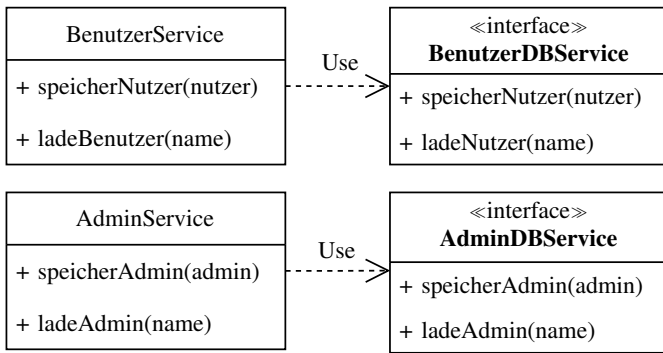 BenutzerService
+ speicherNutzer(nutzer)
+ ladeBenutzer(name)
Use
≪interface≫
BenutzerDBService
+ speicherNutzer(nutzer)
+ ladeNutzer(name)
AdminService
+ speicherAdmin(admin)
+ ladeAdmin(name)
Use
≪interface≫
AdminDBService
+ speicherAdmin(admin)
+ ladeAdmin(name)